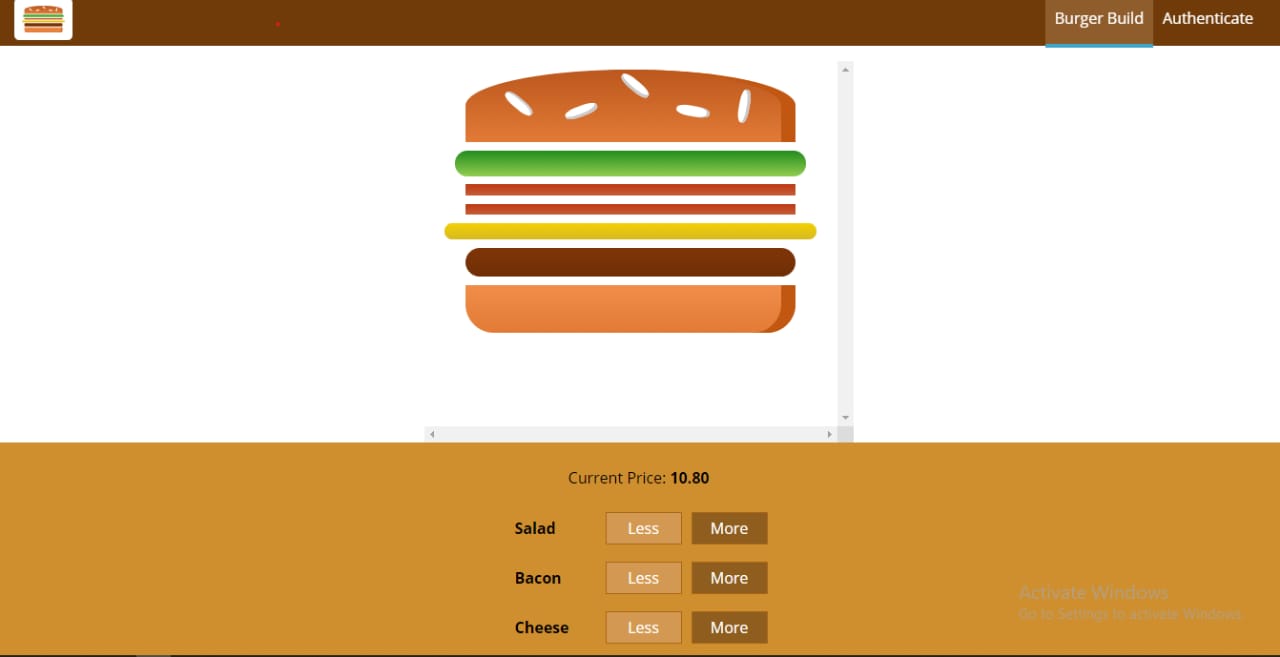 Burger Build Authenticate
Current Price: 10.80
Salad Less More
Bacon Less More
Activate Windows
Go to Settings to activate Windows.
Cheese Less More